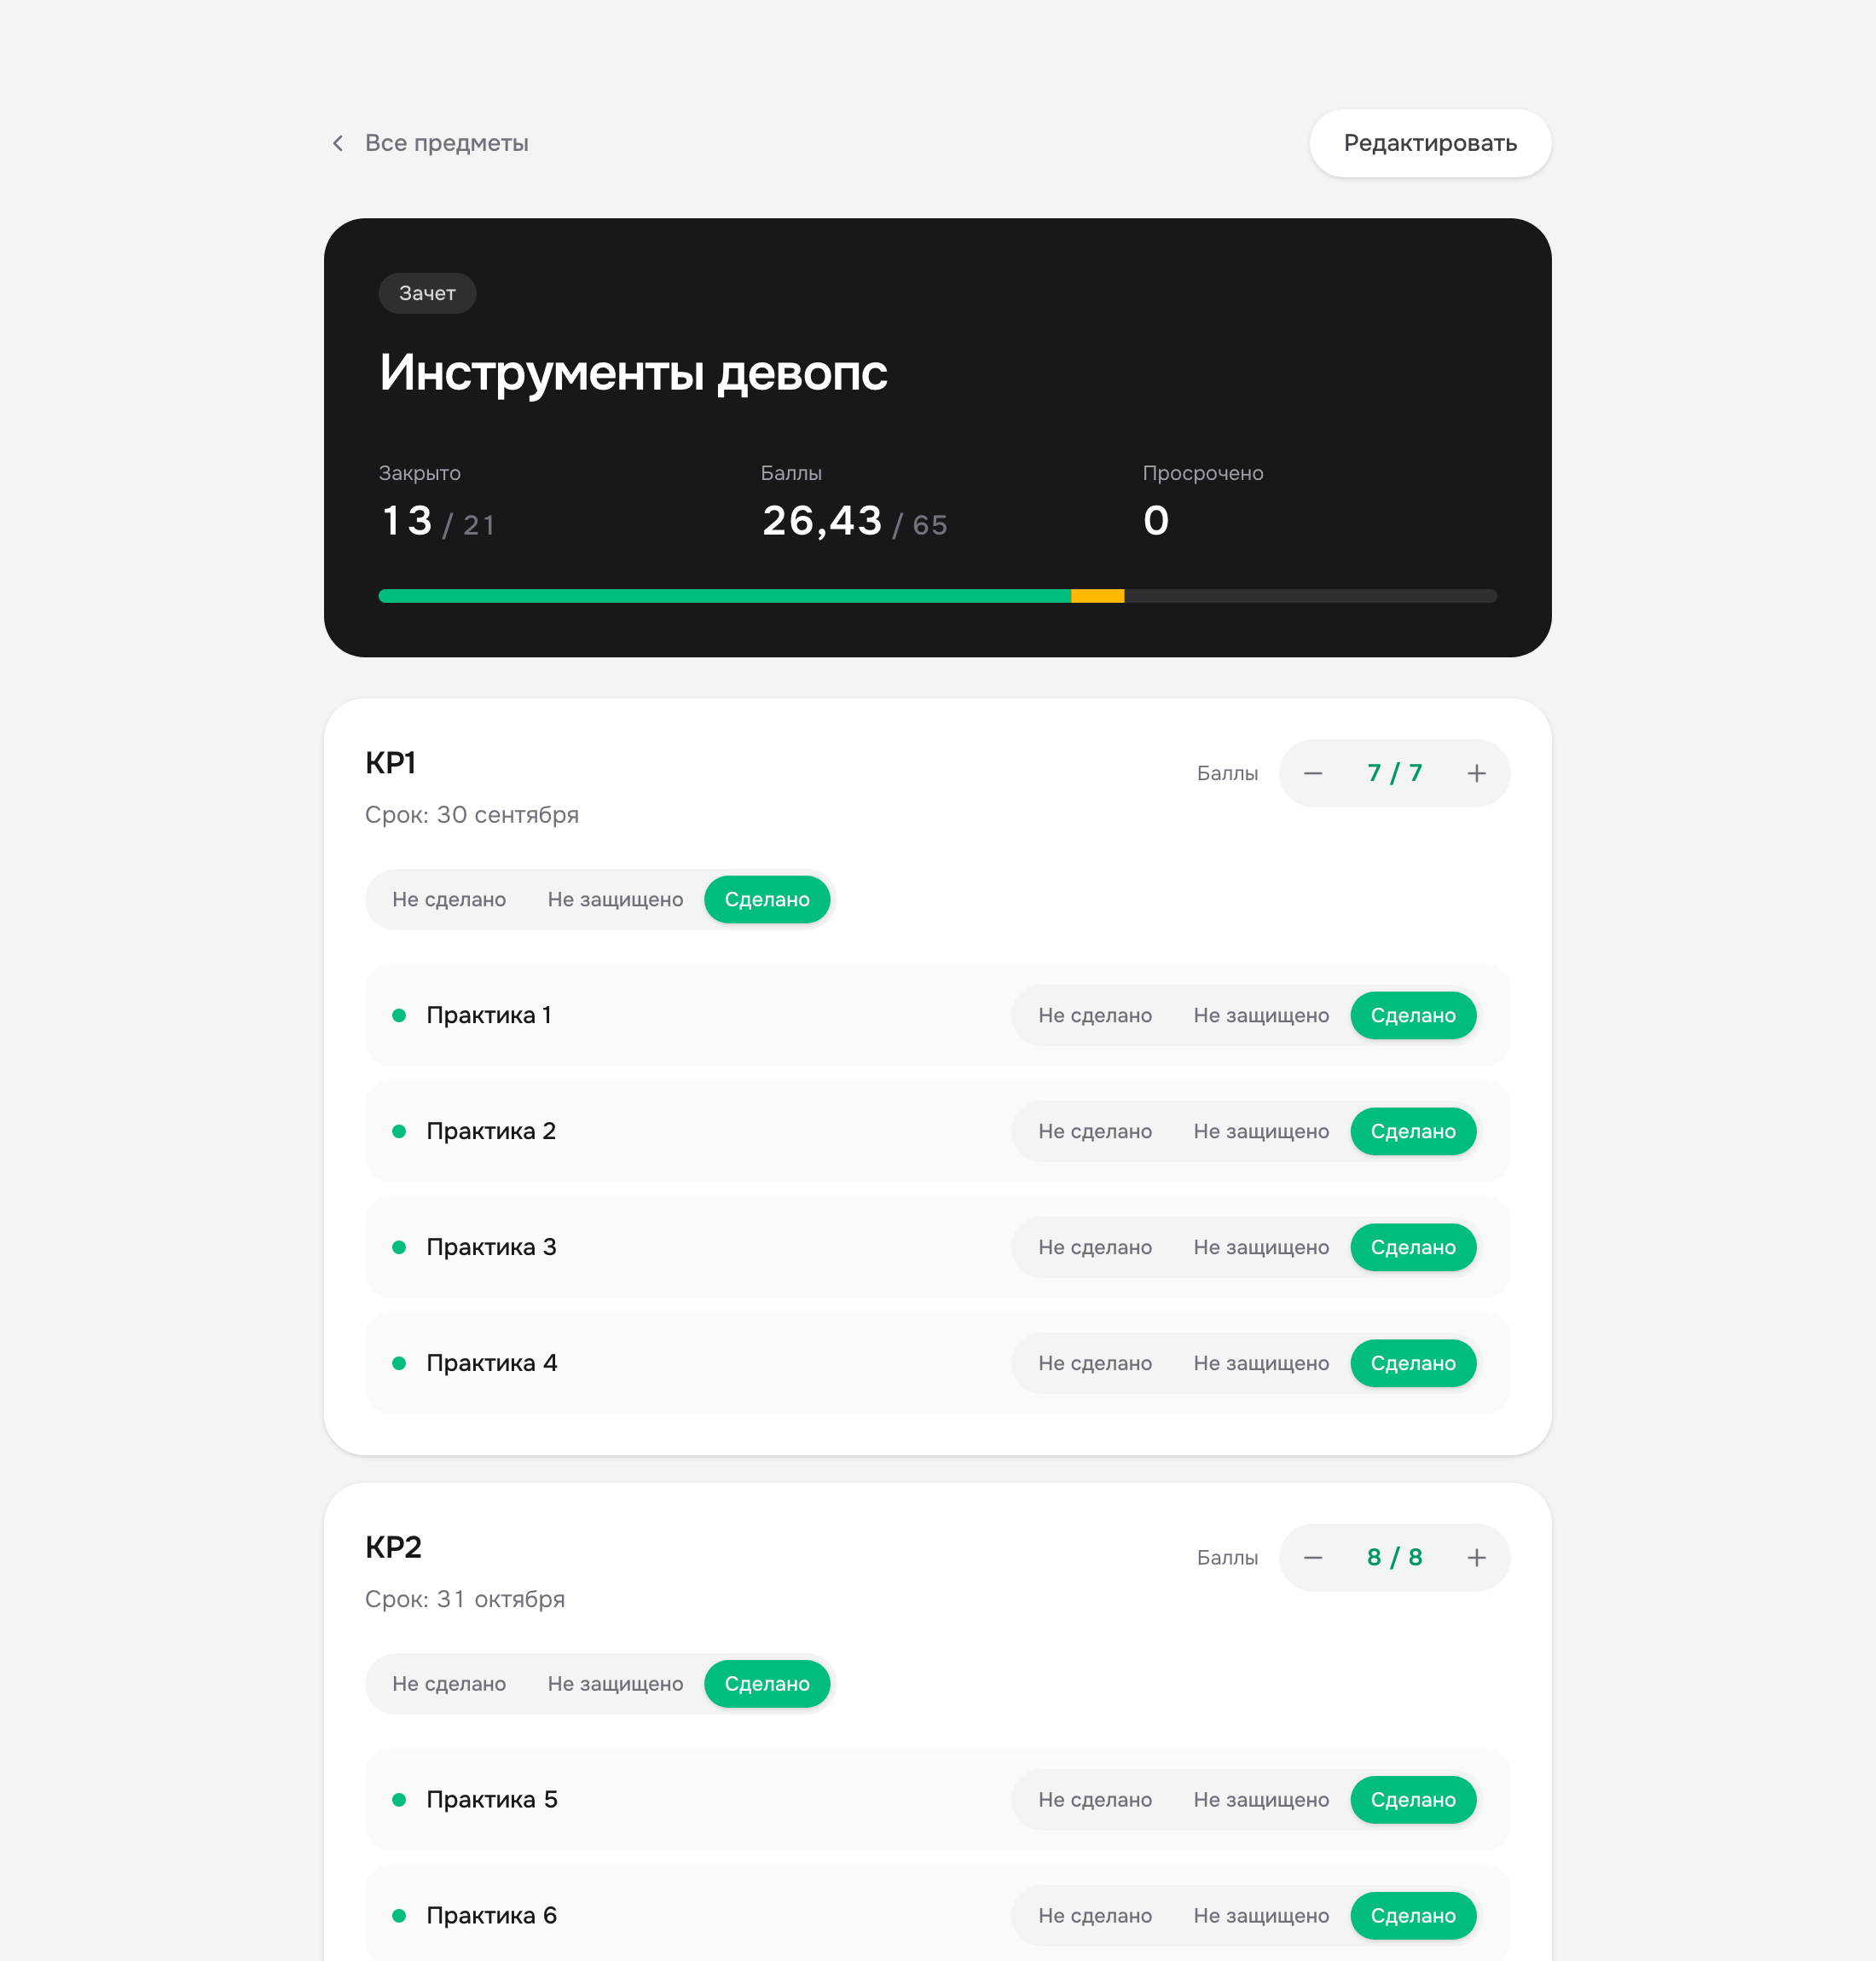 Все предметы
Редактировать
Зачет
Инструменты девопс
Закрыто
13 / 21
Баллы
26,43 / 65
Просрочено
0
КР1
Срок: 30 сентября
Баллы
− 7 / 7 +
Не сделано Не защищено Сделано
Практика 1
Не сделано Не защищено Сделано
Практика 2
Не сделано Не защищено Сделано
Практика 3
Не сделано Не защищено Сделано
Практика 4
Не сделано Не защищено Сделано
КР2
Срок: 31 октября
Баллы
− 8 / 8 +
Не сделано Не защищено Сделано
Практика 5
Не сделано Не защищено Сделано
Практика 6
Не сделано Не защищено Сделано